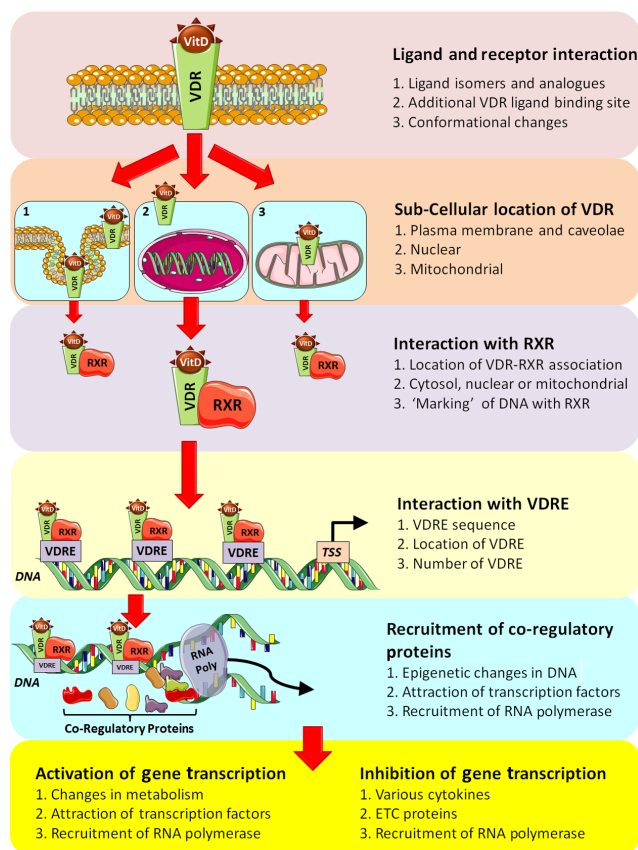 VitD
VDR
Ligand and receptor interaction
1. Ligand isomers and analogues
2. Additional VDR ligand binding site
3. Conformational changes
1
VitD
VDR
VitD
VDR
2
VitD
VDR
3
VitD
VDR
Sub-Cellular location of VDR
1. Plasma membrane and caveolae
2. Nuclear
3. Mitochondrial
VitD
VDR
RXR
VitD
VDR
RXR
VitD
VDR
RXR
Interaction with RXR
1. Location of VDR-RXR association
2. Cytosol, nuclear or mitochondrial
3. ‘Marking’ of DNA with RXR
VitD
VDR
RXR
VDRE
VitD
VDR
RXR
VDRE
VitD
VDR
RXR
VDRE
TSS
DNA
Interaction with VDRE
1. VDRE sequence
2. Location of VDRE
3. Number of VDRE
VitD
VDR
RXR
VDRE
VitD
VDR
RXR
VDRE
RNA
Poly
DNA
Co-Regulatory Proteins
Recruitment of co-regulatory
proteins
1. Epigenetic changes in DNA
2. Attraction of transcription factors
3. Recruitment of RNA polymerase
Activation of gene transcription
1. Changes in metabolism
2. Attraction of transcription factors
3. Recruitment of RNA polymerase
Inhibition of gene transcription
1. Various cytokines
2. ETC proteins
3. Recruitment of RNA polymerase